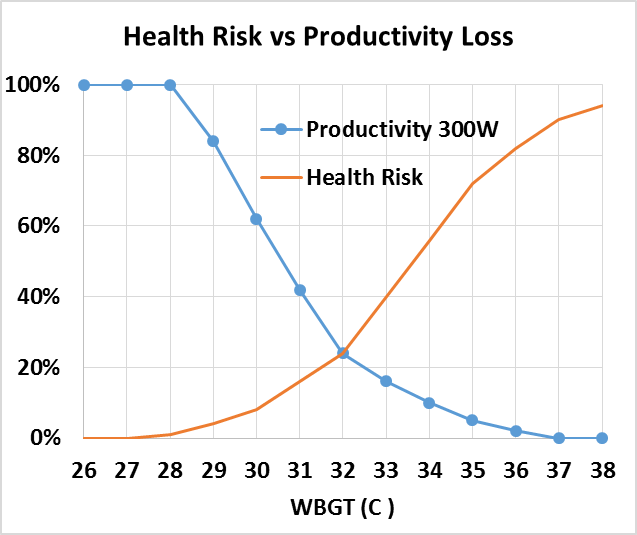 Health Risk vs Productivity Loss
100%
80%
60%
40%
20%
0%
Productivity 300W
Health Risk
26 27 28 29 30 31 32 33 34 35 36 37 38
WBGT (C )